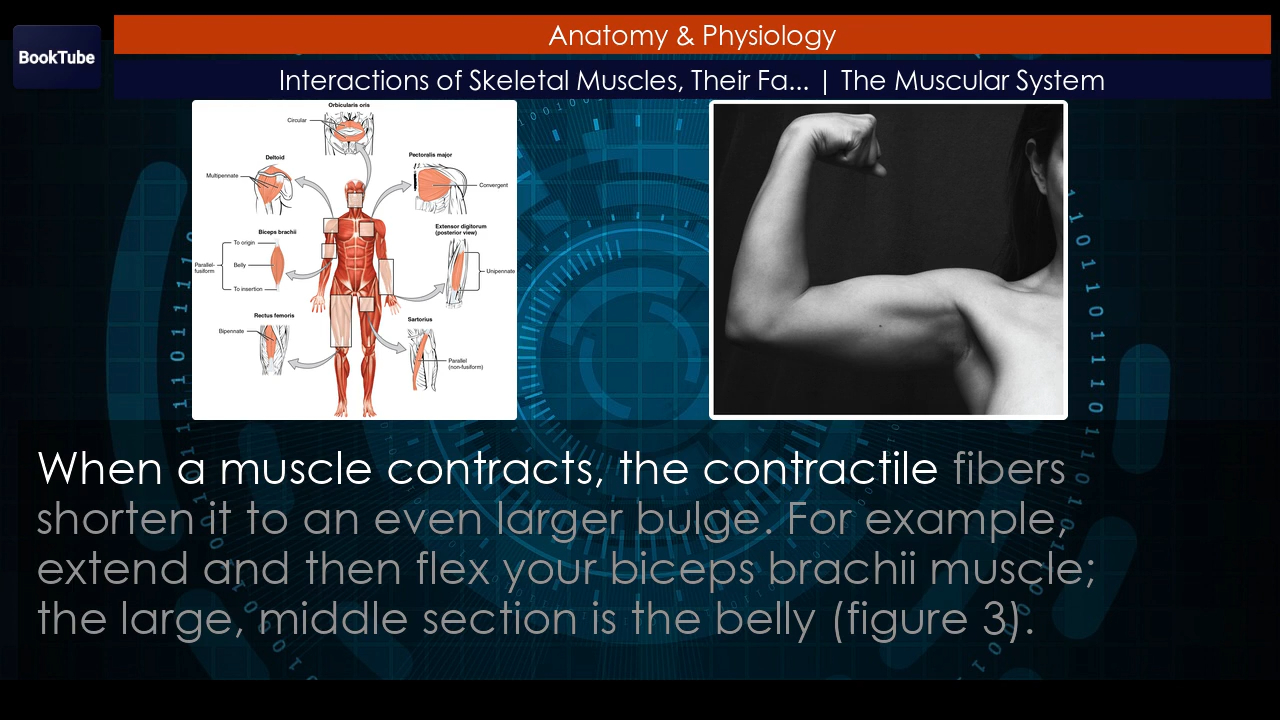 BookTube
Anatomy & Physiology
Interactions of Skeletal Muscles, Their Fa... | The Muscular System
Orbicularis oris
Circular
Deltoid
Multipennate
Pectoralis major
Convergent
Biceps brachii
To origin
Parallel-
fusiform
Belly
To insertion
Extensor digitorum
(posterior view)
Unipennate
Rectus femoris
Bipennate
Sartorius
Parallel
(non-fusiform)
When a muscle contracts, the contractile fibers
shorten it to an even larger bulge. For example,
extend and then flex your biceps brachii muscle;
the large, middle section is the belly (figure 3).